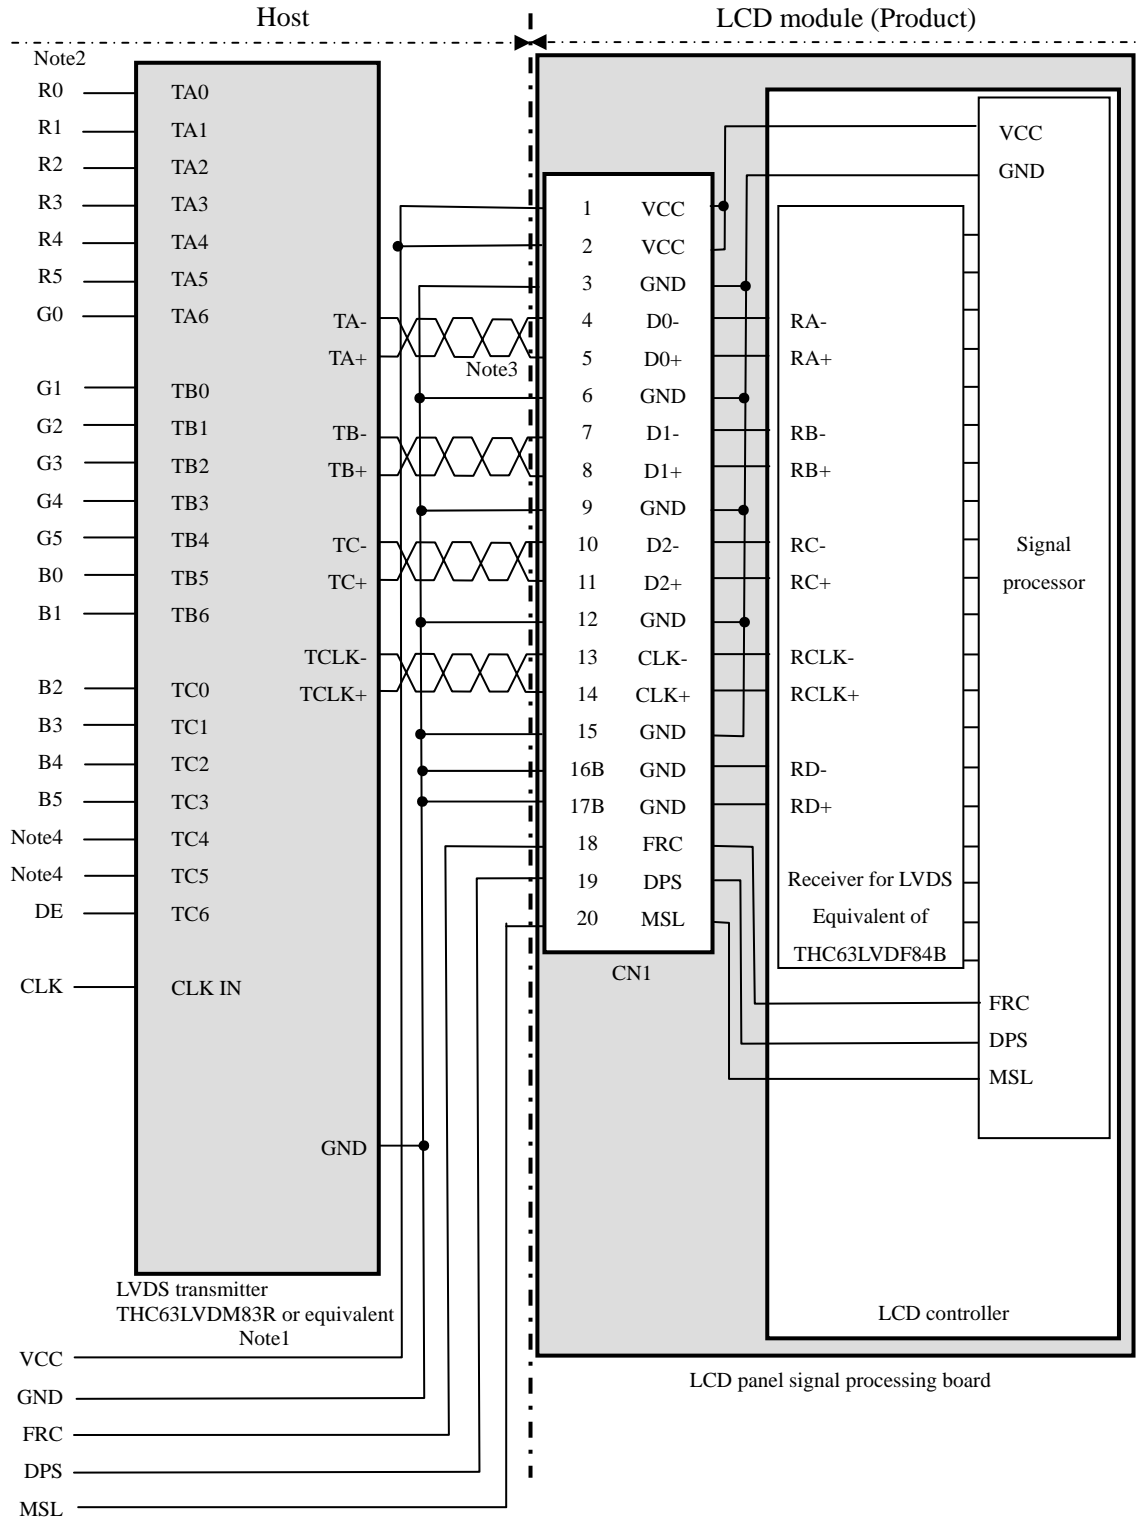 Host
LCD module (Product)
Note2
R0 TA0
R1 TA1
R2 TA2
R3 TA3
R4 TA4
R5 TA5
G0 TA6
TA-
TA+
Note3
G1 TB0
G2 TB1
G3 TB2
G4 TB3
G5 TB4
B0 TB5
B1 TB6
TB-
TB+
TC-
TC+
TCLK-
TCLK+
B2 TC0
B3 TC1
B4 TC2
B5 TC3
Note4 TC4
Note4 TC5
DE TC6
CLK CLK IN
GND
LVDS transmitter
THC63LVDM83R or equivalent
Note1
VCC
GND
FRC
DPS
MSL
1 VCC
2 VCC
3 GND
4 D0-
5 D0+
6 GND
7 D1-
8 D1+
9 GND
10 D2-
11 D2+
12 GND
13 CLK-
14 CLK+
15 GND
16B GND
17B GND
18 FRC
19 DPS
20 MSL
CN1
RA-
RA+
RB-
RB+
RC-
RC+
RCLK-
RCLK+
RD-
RD+
Receiver for LVDS
Equivalent of
THC63LVDF84B
VCC
GND
Signal
processor
FRC
DPS
MSL
LCD controller
LCD panel signal processing board